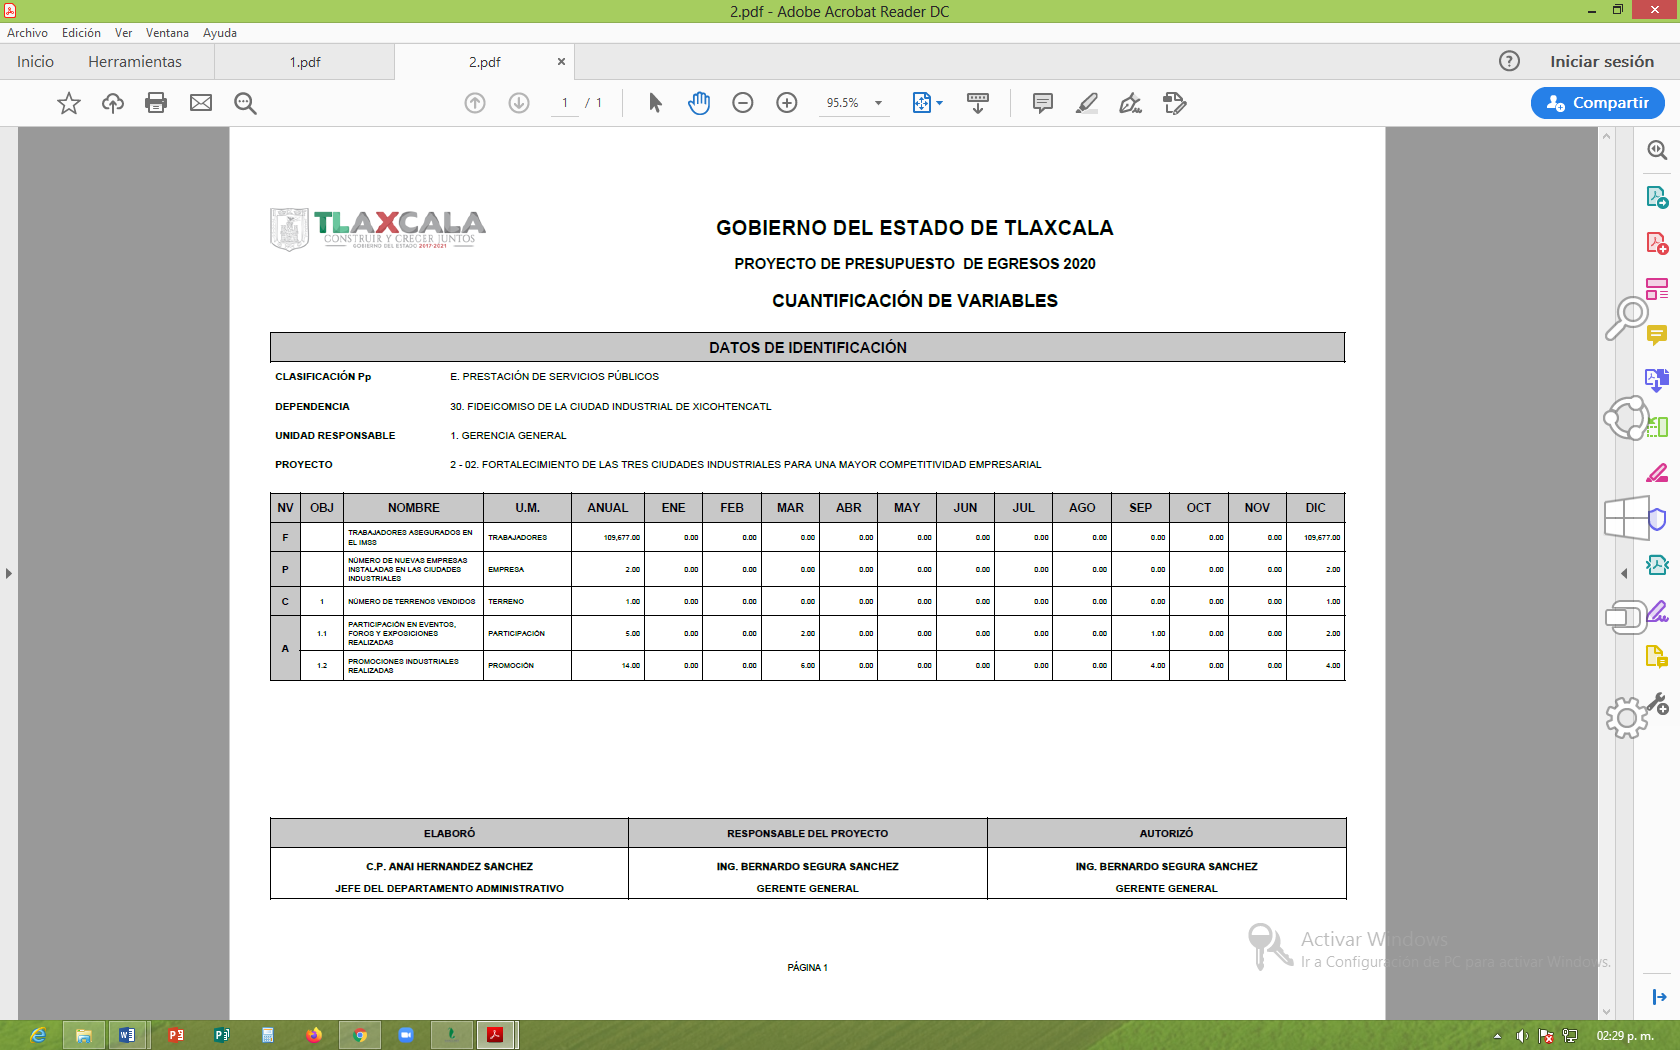 2.pdf - Adobe Acrobat Reader DC
Archivo Edición Ver Ventana Ayuda
Inicio Herramientas 1.pdf 2.pdf × ? Iniciar sesión
1 / 1 95.5% Compartir
TLAXCALA
CONSTRUIR Y CRECER JUNTOS
GOBIERNO DEL ESTADO 2017-2021
GOBIERNO DEL ESTADO DE TLAXCALA
PROYECTO DE PRESUPUESTO DE EGRESOS 2020
CUANTIFICACIÓN DE VARIABLES
DATOS DE IDENTIFICACIÓN
CLASIFICACIÓN Pp E. PRESTACIÓN DE SERVICIOS PÚBLICOS
DEPENDENCIA 30. FIDEICOMISO DE LA CIUDAD INDUSTRIAL DE XICOHTENCATL
UNIDAD RESPONSABLE 1. GERENCIA GENERAL
PROYECTO 2 - 02. FORTALECIMIENTO DE LAS TRES CIUDADES INDUSTRIALES PARA UNA MAYOR COMPETITIVIDAD EMPRESARIAL
NV OBJ NOMBRE U.M. ANUAL ENE FEB MAR ABR MAY JUN JUL AGO SEP OCT NOV DIC
F TRABAJADORES ASEGURADOS EN
EL IMSS TRABAJADORES 109,677.00 0.00 0.00 0.00 0.00 0.00 0.00 0.00 0.00 0.00 0.00 0.00 109,677.00
P NÚMERO DE NUEVAS EMPRESAS
INSTALADAS EN LAS CIUDADES
INDUSTRIALES EMPRESA 2.00 0.00 0.00 0.00 0.00 0.00 0.00 0.00 0.00 0.00 0.00 0.00 2.00
C 1 NÚMERO DE TERRENOS VENDIDOS TERRENO 1.00 0.00 0.00 0.00 0.00 0.00 0.00 0.00 0.00 0.00 0.00 0.00 1.00
A 1.1 PARTICIPACIÓN EN EVENTOS,
FOROS Y EXPOSICIONES
REALIZADAS PARTICIPACIÓN 5.00 0.00 0.00 2.00 0.00 0.00 0.00 0.00 0.00 1.00 0.00 0.00 2.00
1.2 PROMOCIONES INDUSTRIALES
REALIZADAS PROMOCIÓN 14.00 0.00 0.00 6.00 0.00 0.00 0.00 0.00 0.00 4.00 0.00 0.00 4.00
ELABORÓ RESPONSABLE DEL PROYECTO AUTORIZÓ
C.P. ANAI HERNANDEZ SANCHEZ ING. BERNARDO SEGURA SANCHEZ ING. BERNARDO SEGURA SANCHEZ
JEFE DEL DEPARTAMENTO ADMINISTRATIVO GERENTE GENERAL GERENTE GENERAL
Activar Windows
Ir a Configuración de PC para activar Windows.
PÁGINA 1
02:29 p. m.